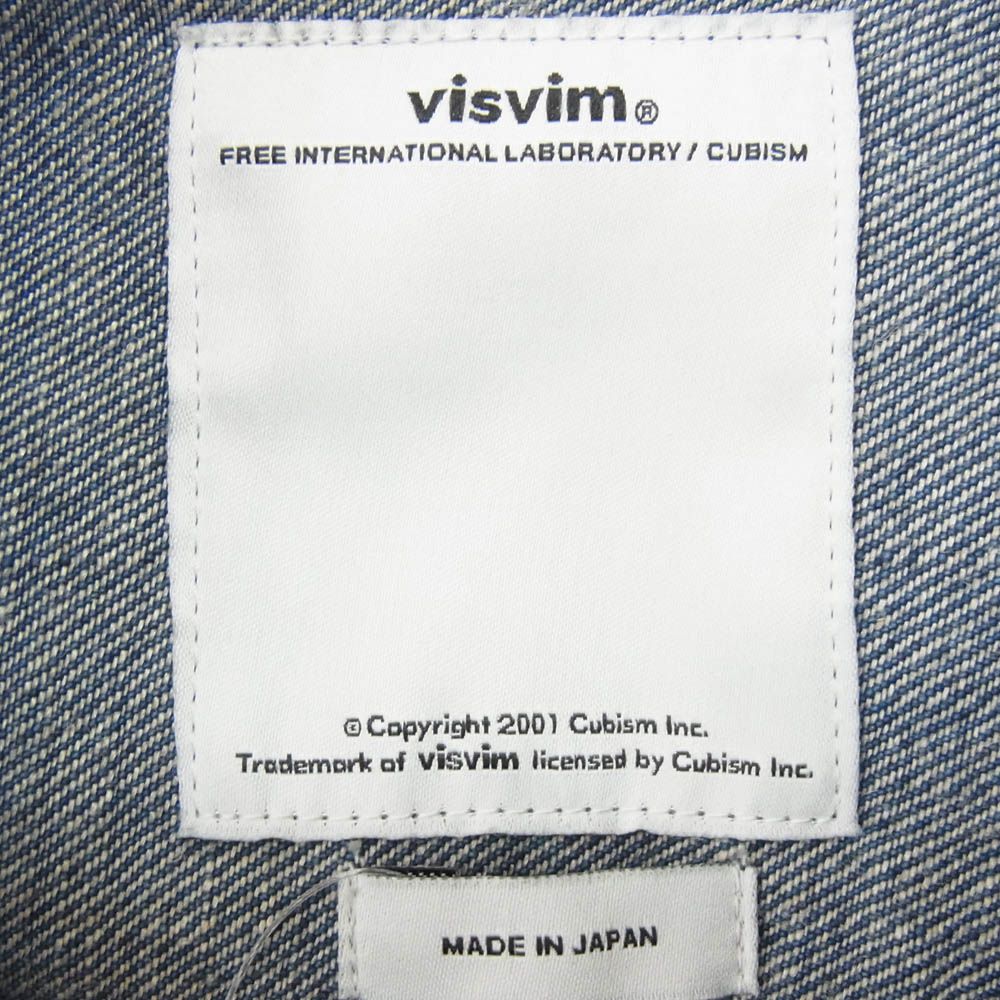 visvim®
FREE INTERNATIONAL LABORATORY / CUBISM
© Copyright 2001 Cubism Inc.
Trademark of visvim licensed by Cubism Inc.
MADE IN JAPAN